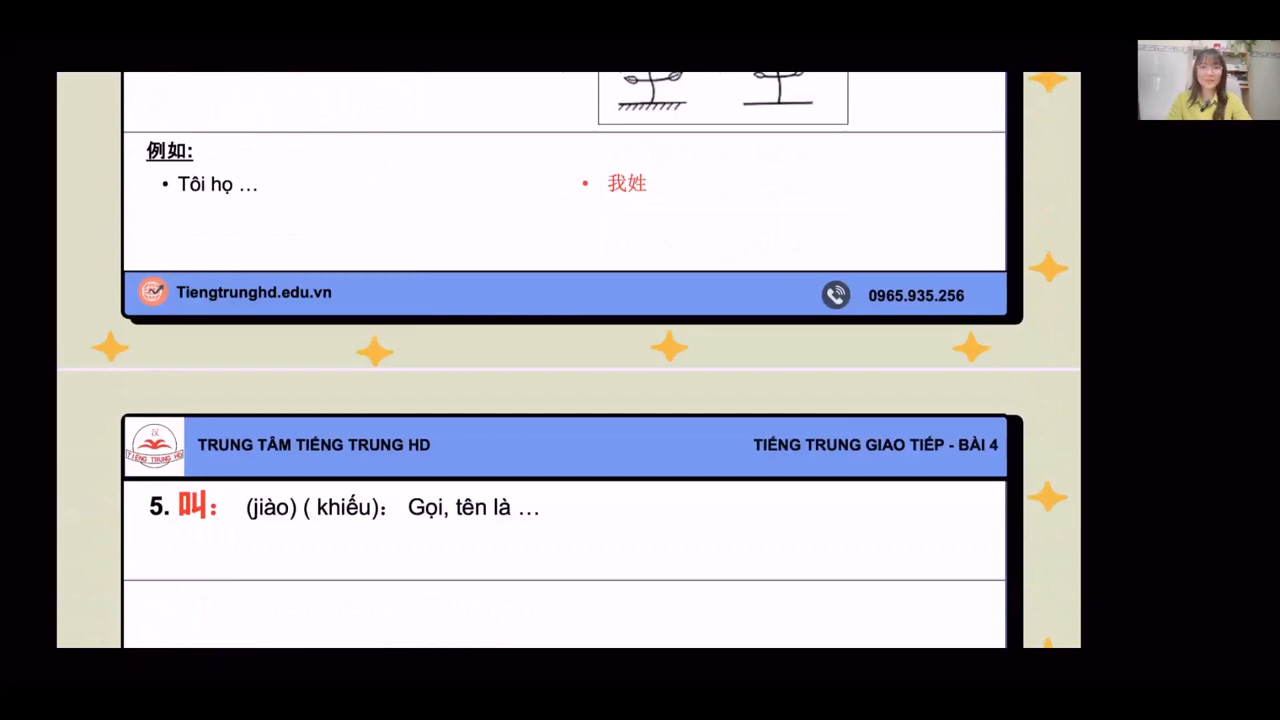 例如:
• Tôi họ …
• 我姓
Tiengtrunghd.edu.vn
0965.935.256
汉
TIẾNG TRUNG HD
TRUNG TÂM TIẾNG TRUNG HD
TIẾNG TRUNG GIAO TIẾP - BÀI 4
5. 叫： (jiào) ( khiếu)： Gọi, tên là …